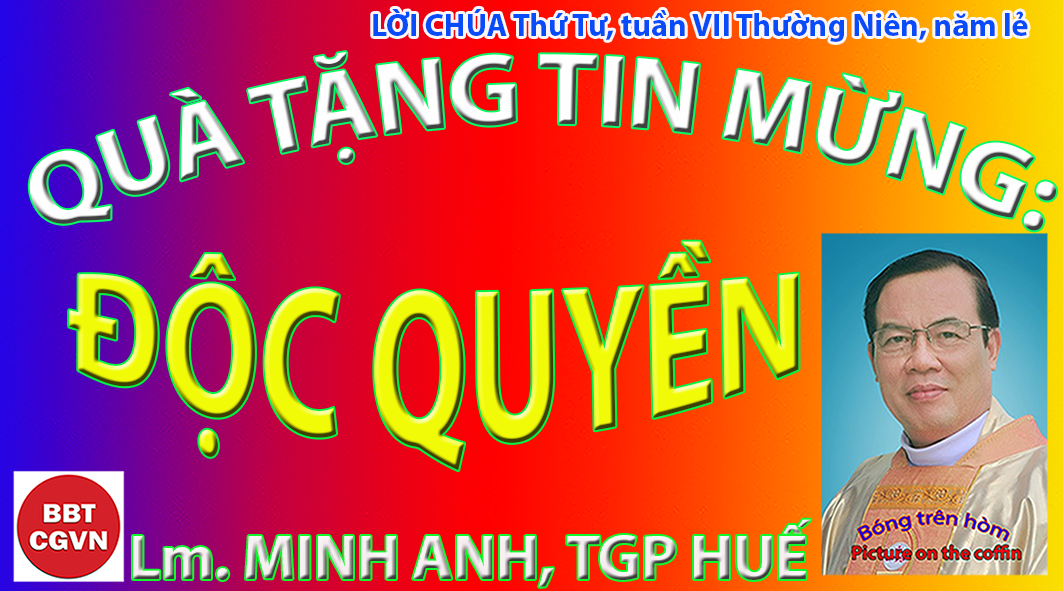 LỜI CHÚA Thứ Tư, tuần VII Thường Niên, năm lẻ
QUÀ TẶNG TIN MỪNG:
ĐỘC QUYỀN
BBT
CGVN
Lm. MINH ANH, TGP HUẾ
Bóng trên hòm
Picture on the coffin